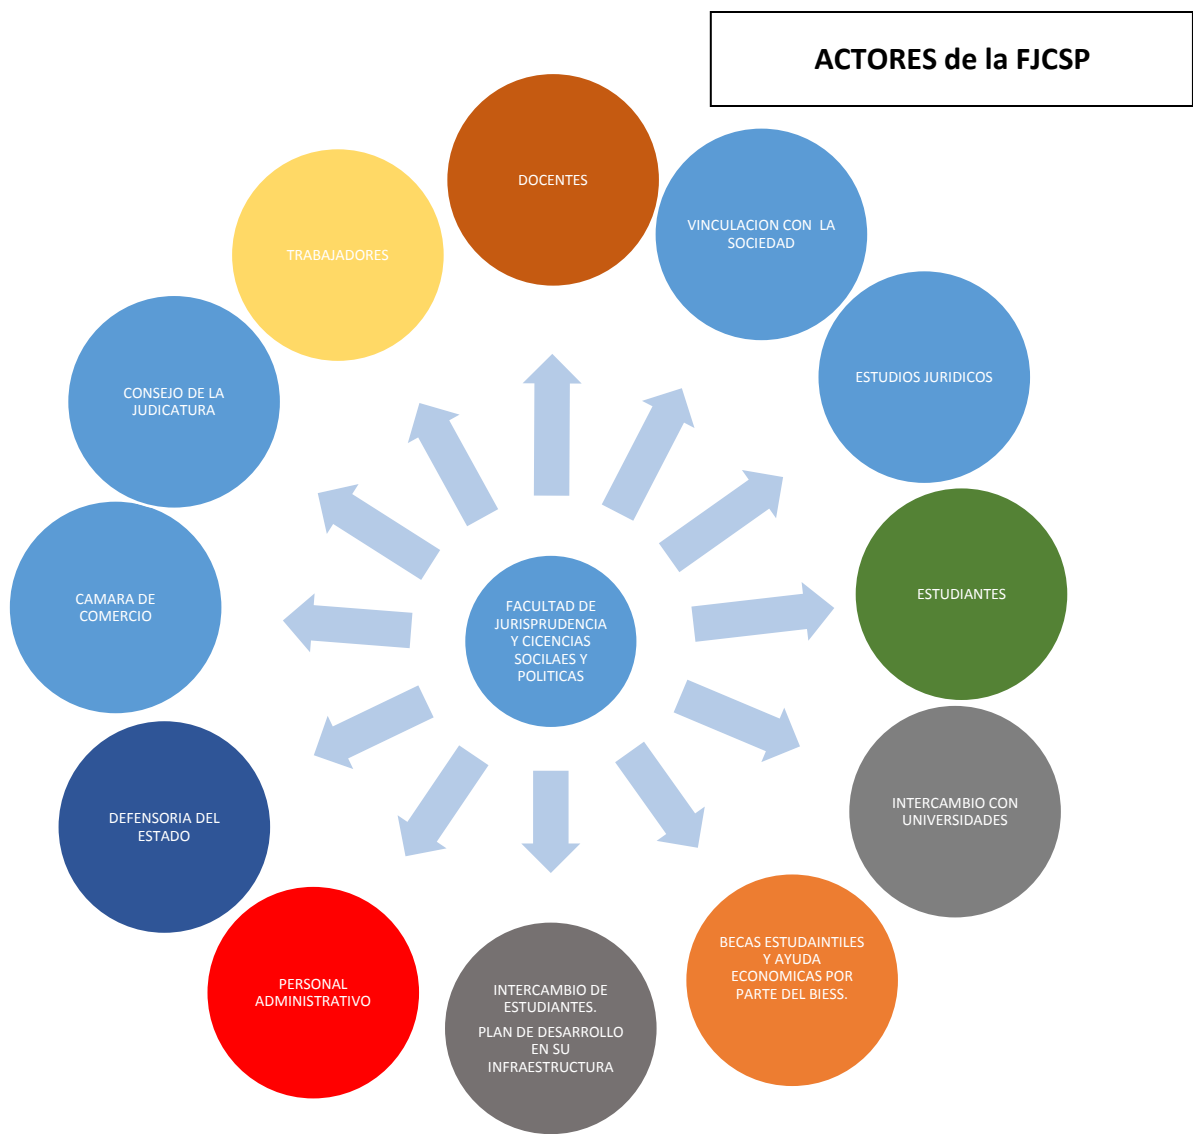 ACTORES de la FJCSP
DOCENTES
VINCULACION CON  LA
SOCIEDAD
ESTUDIOS JURIDICOS
ESTUDIANTES
INTERCAMBIO CON
UNIVERSIDADES
BECAS ESTUDAINTILES
Y AYUDA
ECONOMICAS POR
PARTE DEL BIESS.
INTERCAMBIO DE
ESTUDIANTES.
PLAN DE DESARROLLO
EN SU
INFRAESTRUCTURA
PERSONAL
ADMINISTRATIVO
DEFENSORIA DEL
ESTADO
CAMARA DE
COMERCIO
CONSEJO DE LA
JUDICATURA
TRABAJADORES
FACULTAD DE
JURISPRUDENCIA
Y CICENCIAS
SOCILAES Y
POLITICAS